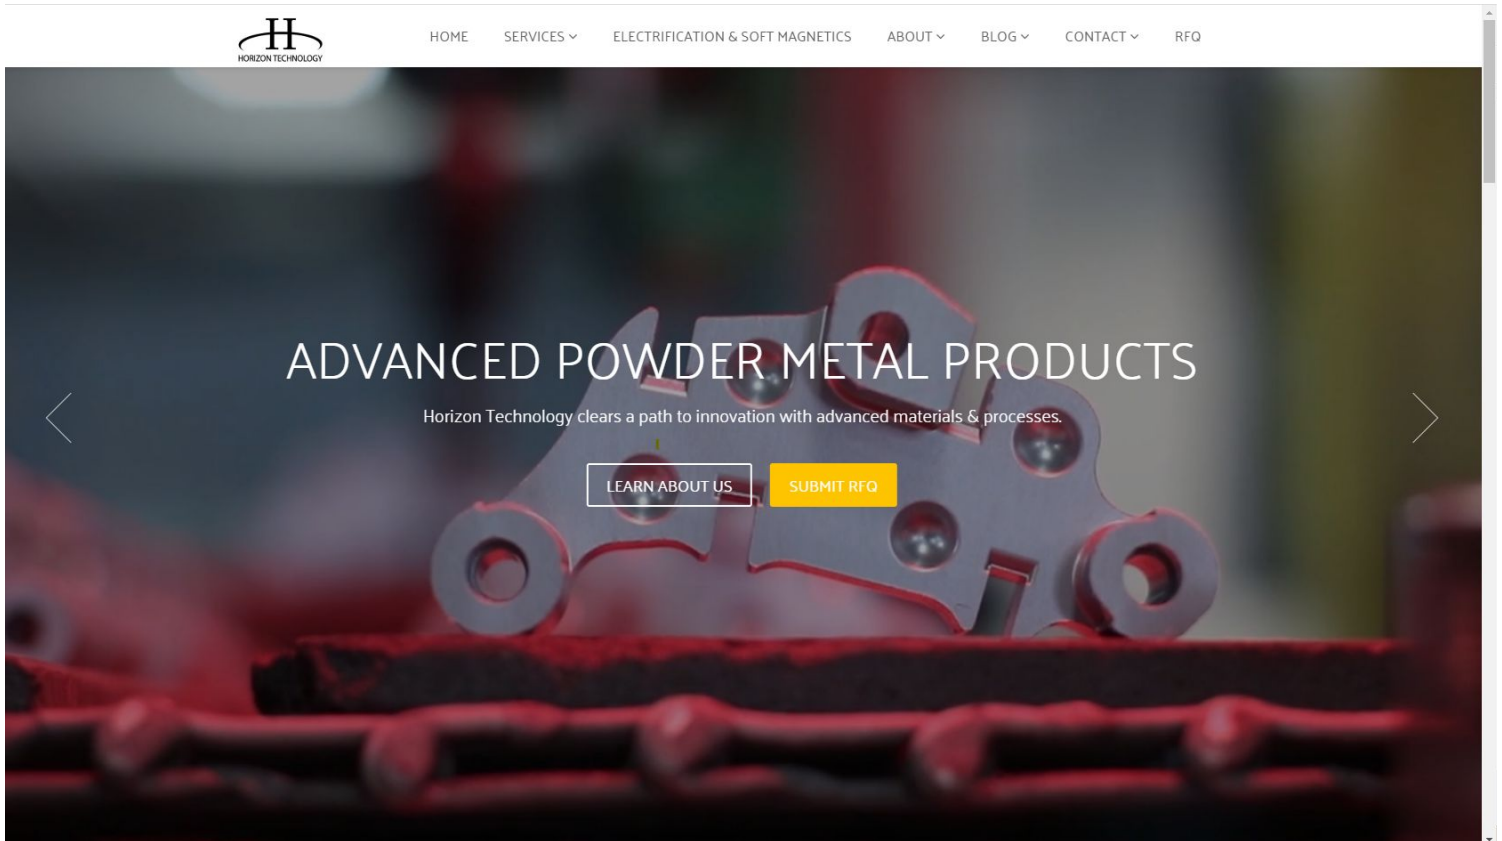 H
HORIZON TECHNOLOGY
HOME SERVICES ELECTRIFICATION & SOFT MAGNETICS ABOUT BLOG CONTACT RFQ
ADVANCED POWDER METAL PRODUCTS
Horizon Technology clears a path to innovation with advanced materials & processes.
LEARN ABOUT US SUBMIT RFQ